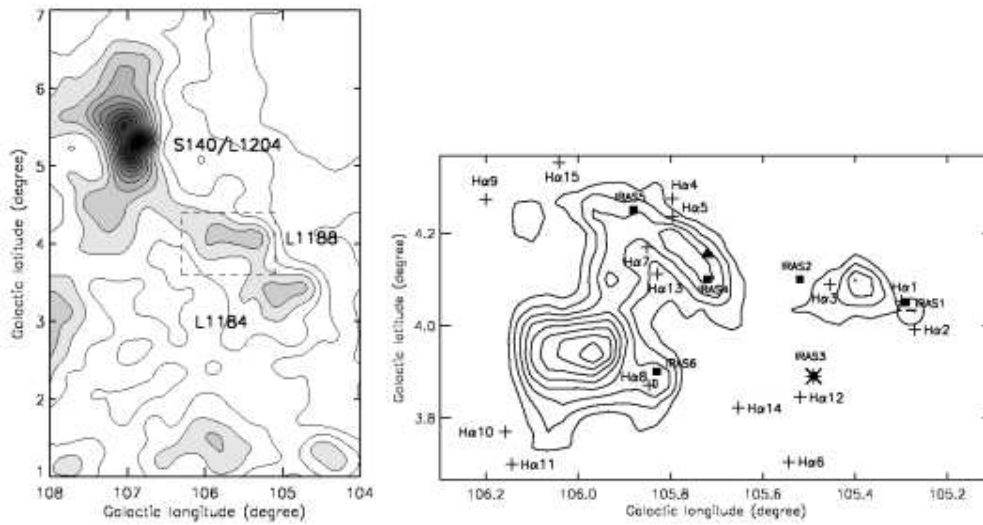 7
6
5
4
3
2
1
Galactic latitude (degree)
S140/L1204
L1188
L1184
108 107 106 105 104
Galactic longitude (degree)
4.2
4.0
3.8
Galactic latitude (degree)
Hα9
Hα15
IRAS5
Hα4
Hα5
Hα7
Hα13
IRAS4
IRAS2
Hα3
Hα1
IRAS1
Hα2
IRAS3
Hα8
IRAS6
Hα12
Hα14
Hα10
Hα11
Hα6
106.2 106.0 105.8 105.6 105.4 105.2
Galactic longitude (degree)